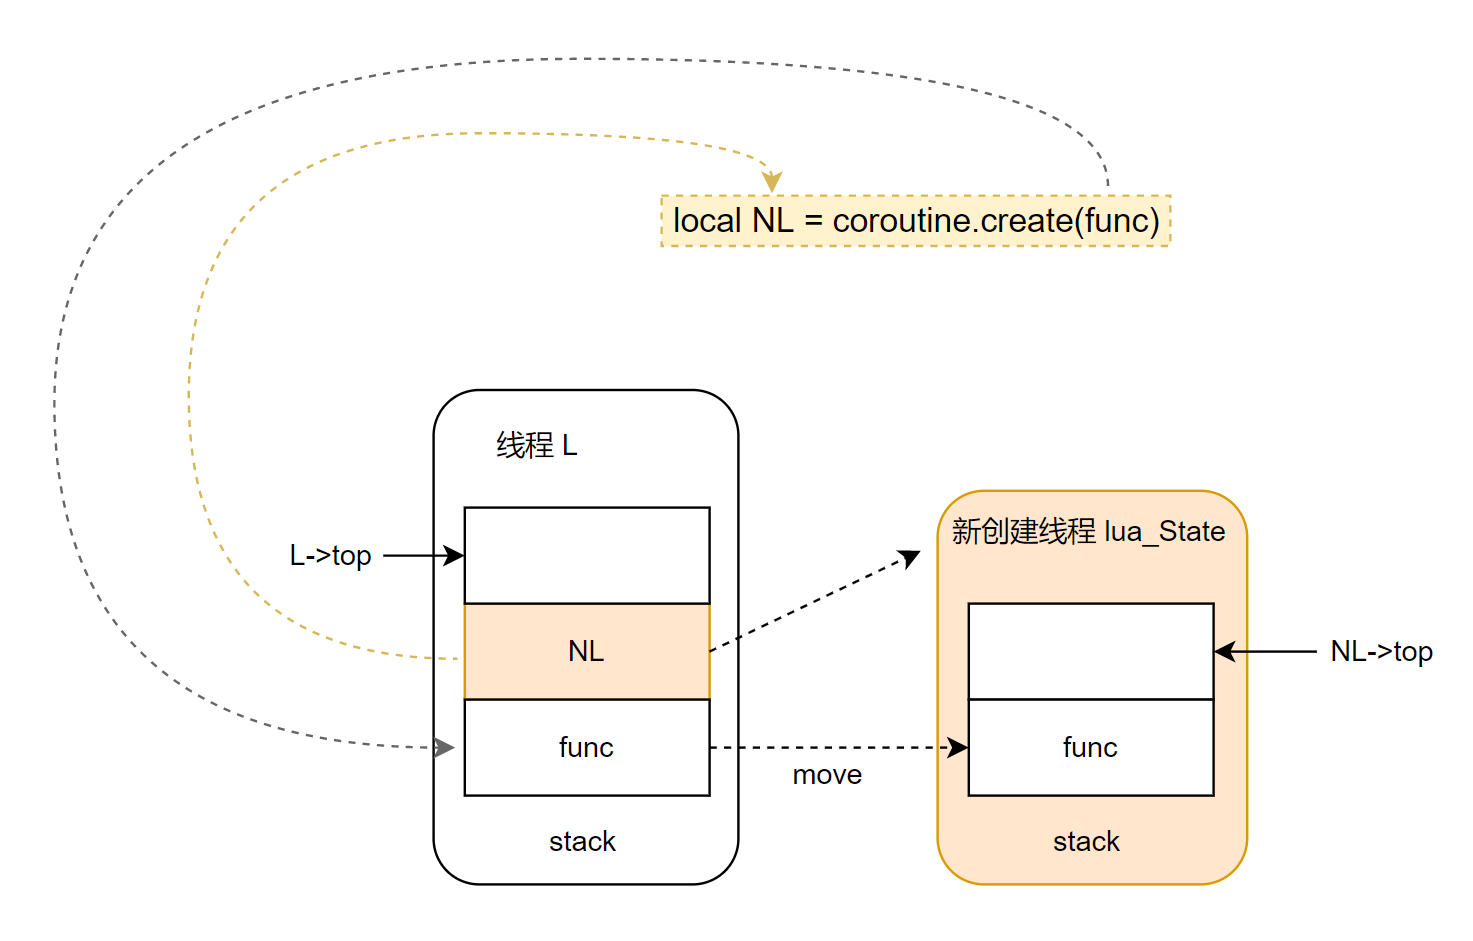 local NL = coroutine.create(func)
线程 L
新创建线程 lua_State
L->top
NL
NL->top
func
move
func
stack
stack